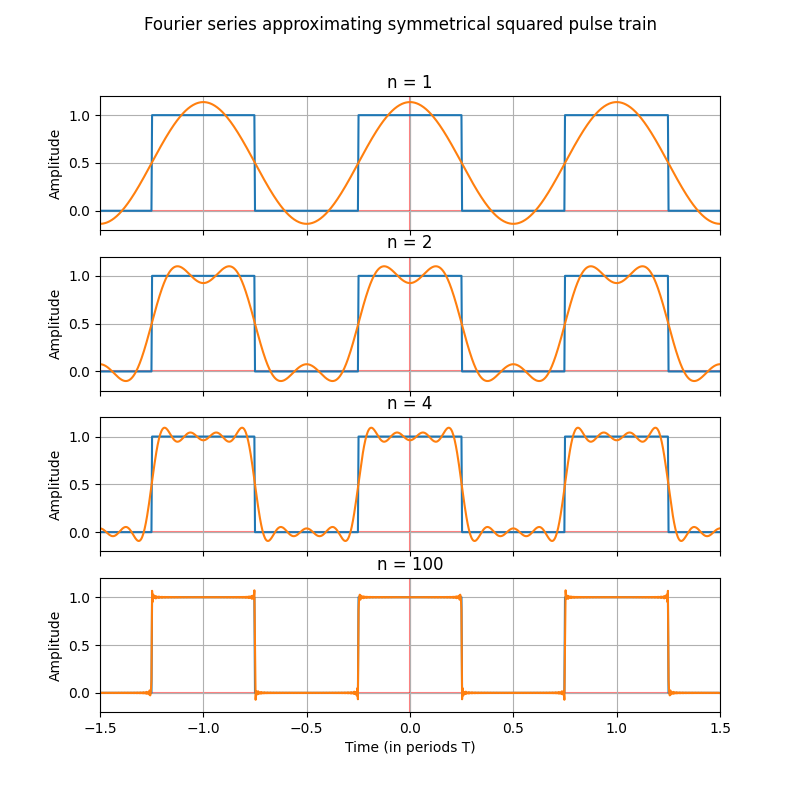 Fourier series approximating symmetrical squared pulse train
n = 1
1.0
0.5
0.0
Amplitude
n = 2
1.0
0.5
0.0
Amplitude
n = 4
1.0
0.5
0.0
Amplitude
n = 100
1.0
0.5
0.0
Amplitude
−1.5 −1.0 −0.5 0.0 0.5 1.0 1.5
Time (in periods T)